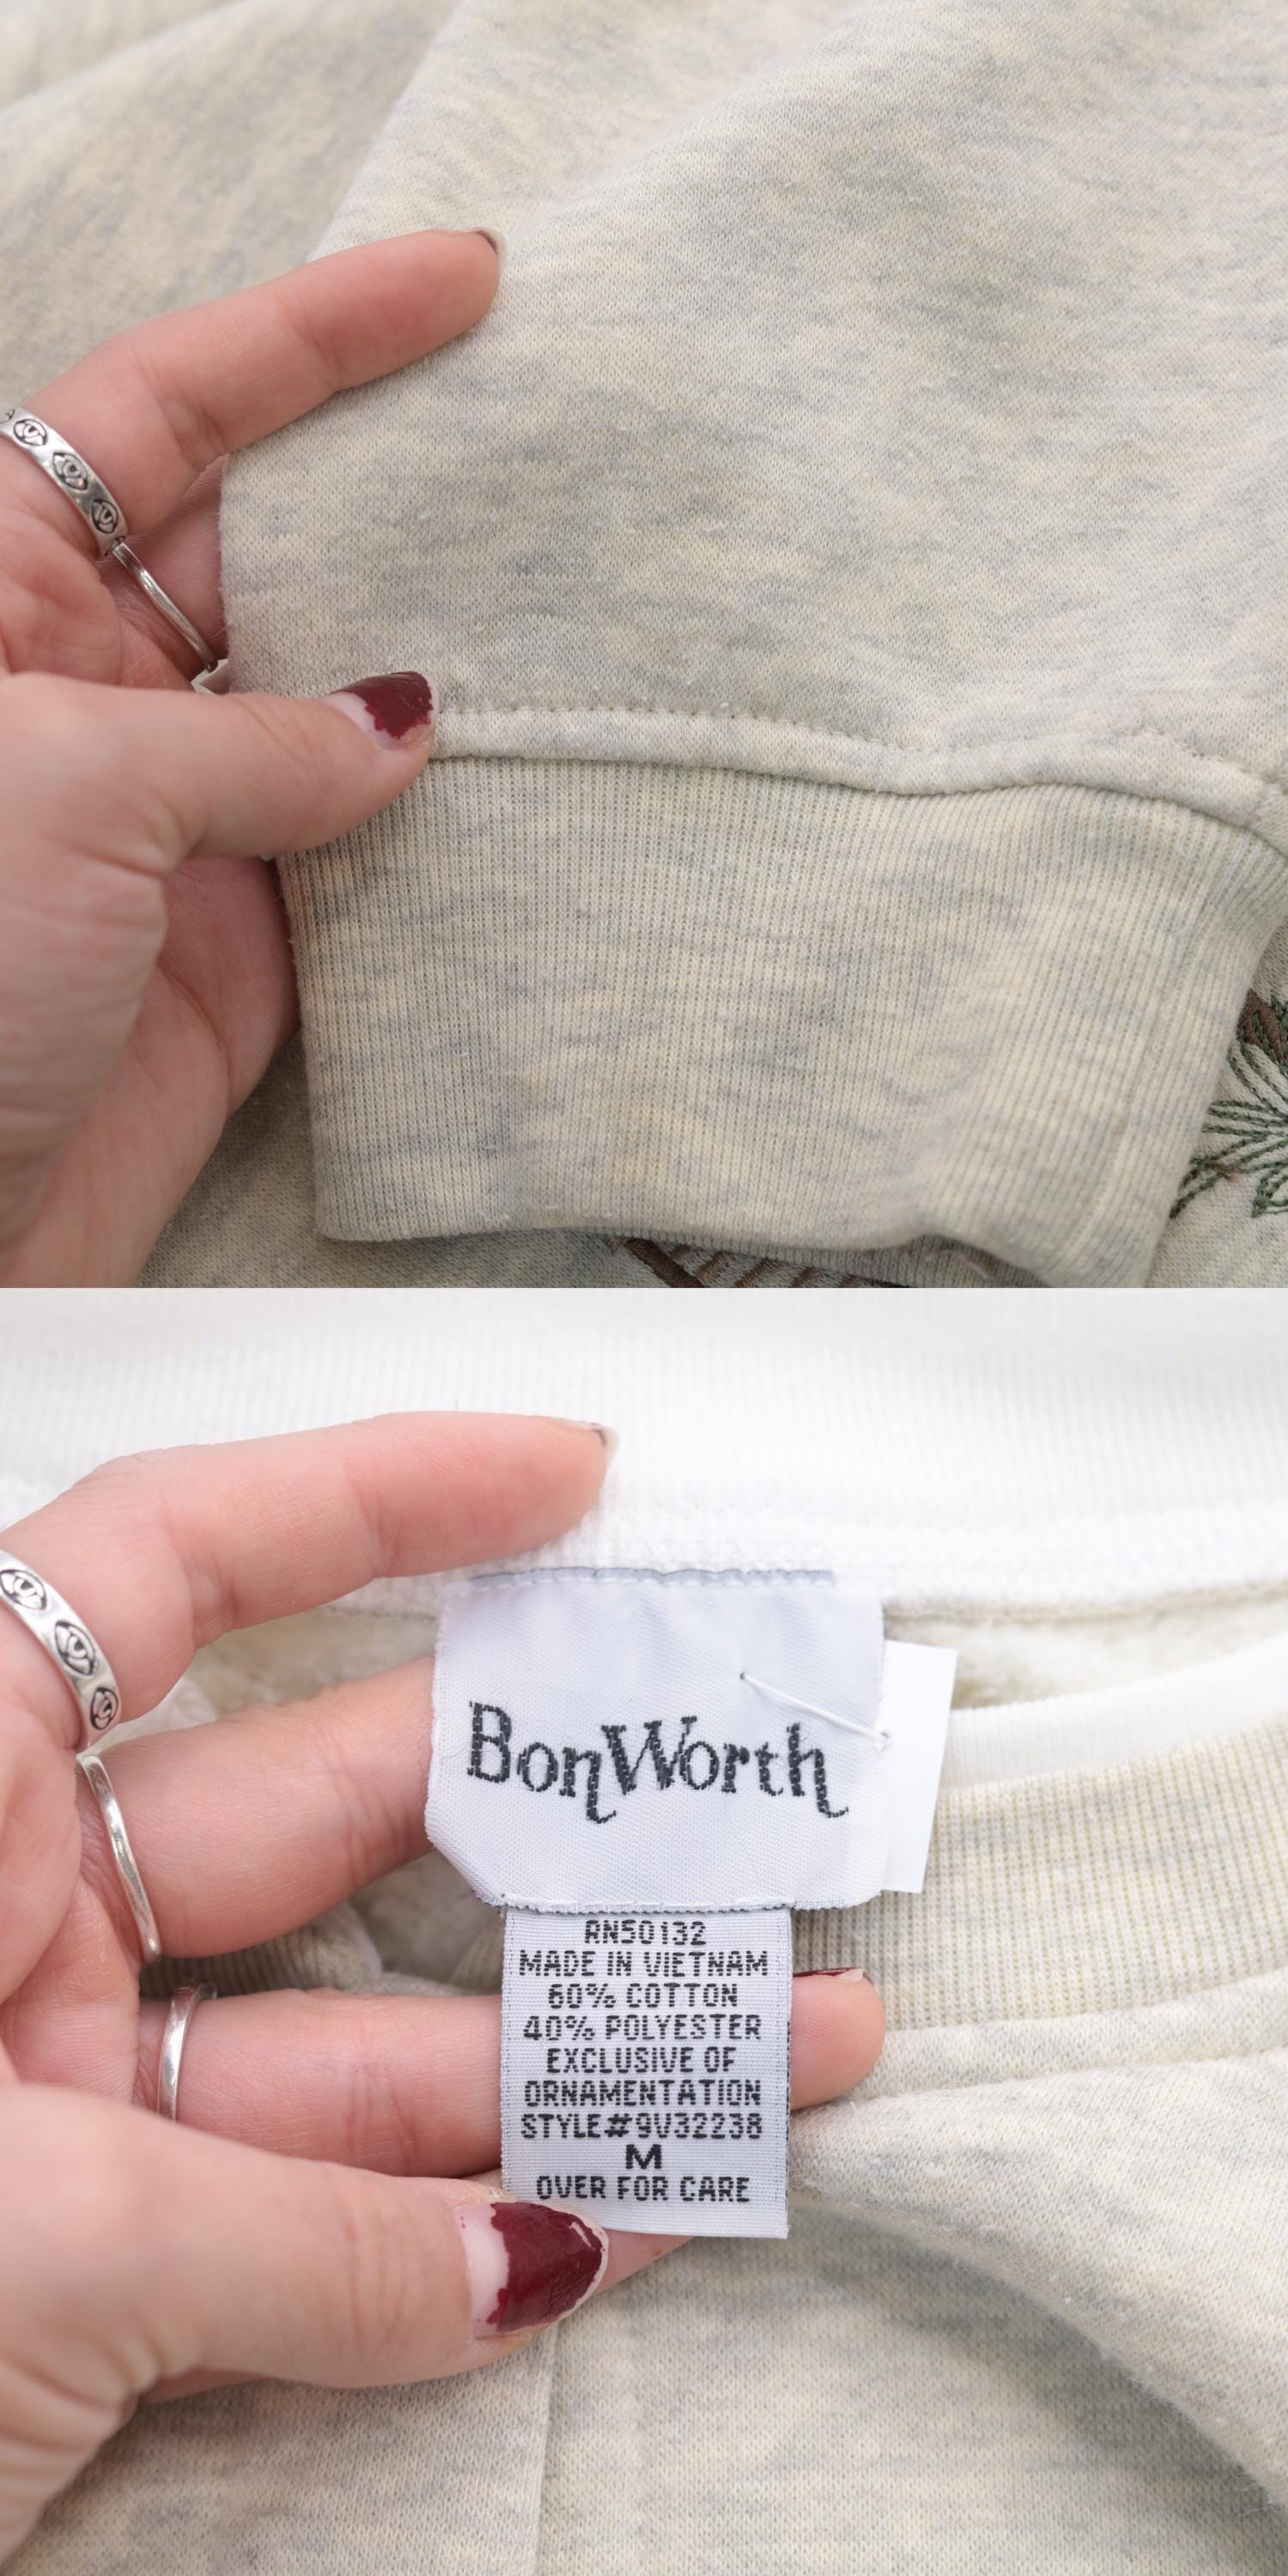 BonWorth
RN50132
MADE IN VIETNAM
60% COTTON
40% POLYESTER
EXCLUSIVE OF
ORNAMENTATION
STYLE#9V32238
M
OVER FOR CARE